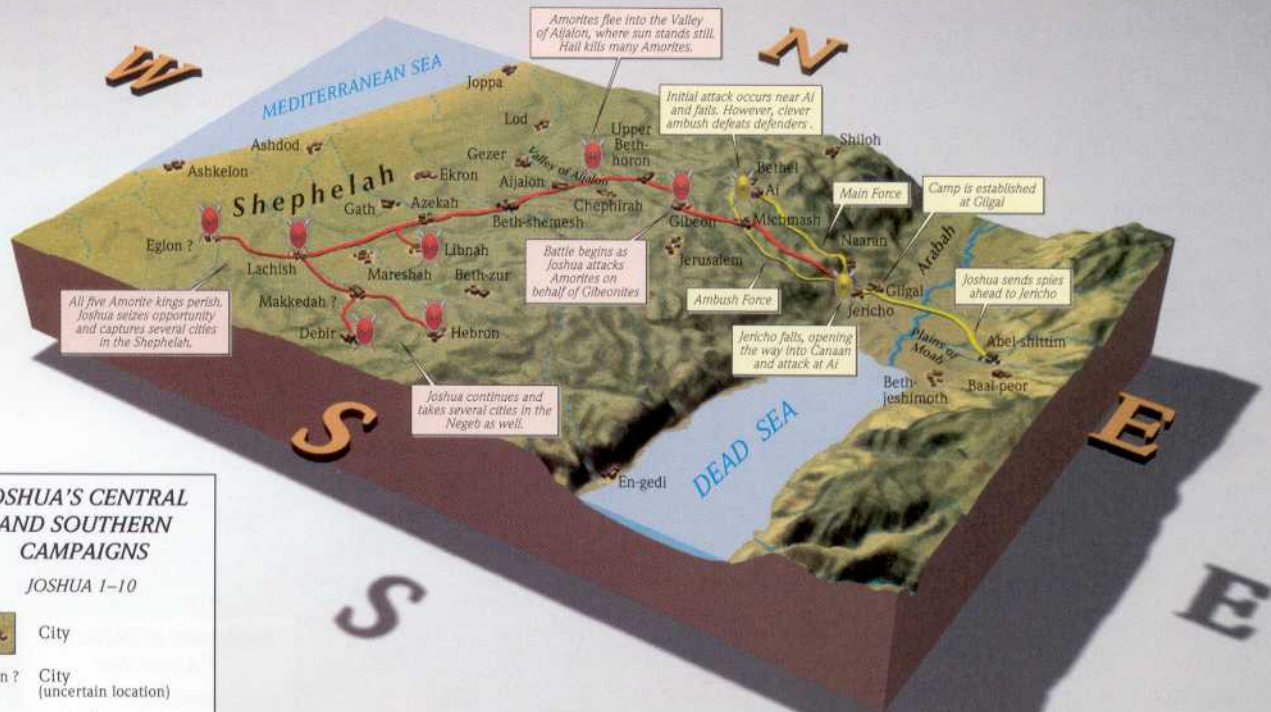 W
N
MEDITERRANEAN SEA
Joppa
Amorites flee into the Valley
of Aijalon, where sun stands still.
Hail kills many Amorites.
Initial attack occurs near Ai
and fails. However, clever
ambush defeats defenders .
Lod
Ashdod
Ashkelon
Gezer
Upper
Beth-
horon
Shiloh
Shephelah
Ekron
Valley of Aijalon
Aijalon
Bethel
Ai
Main Force
Camp is established
at Gilgal
Gath
Azekah
Beth-shemesh
Chephirah
Gibeon
Michmash
Naaran
Arabah
Eglon ?
Lachish
Libnah
Mareshah
Beth-zur
Battle begins as
Joshua attacks
Amorites on
behalf of Gibeonites
Jerusalem
Ambush Force
Gilgal
Jericho
Joshua sends spies
ahead to Jericho
All five Amorite kings perish.
Joshua seizes opportunity
and captures several cities
in the Shephelah.
Makkedah ?
Debir
Hebron
Jericho falls, opening
the way into Canaan
and attack at Ai
Plains of
Moab
Abel-shittim
Beth-
jeshimoth
Baal-peor
Joshua continues and
takes several cities in the
Negeb as well.
S
E
DEAD SEA
En-gedi
OSHUA'S CENTRAL
AND SOUTHERN
CAMPAIGNS
JOSHUA 1–10
City
n ?
City
(uncertain location)
S
E